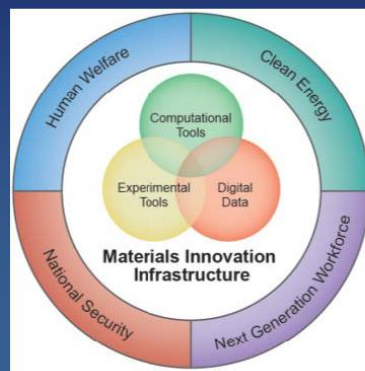 Human Welfare
Clean Energy
Computational
Tools
Experimental
Tools
Digital
Data
Materials Innovation
Infrastructure
National Security
Next Generation Workforce